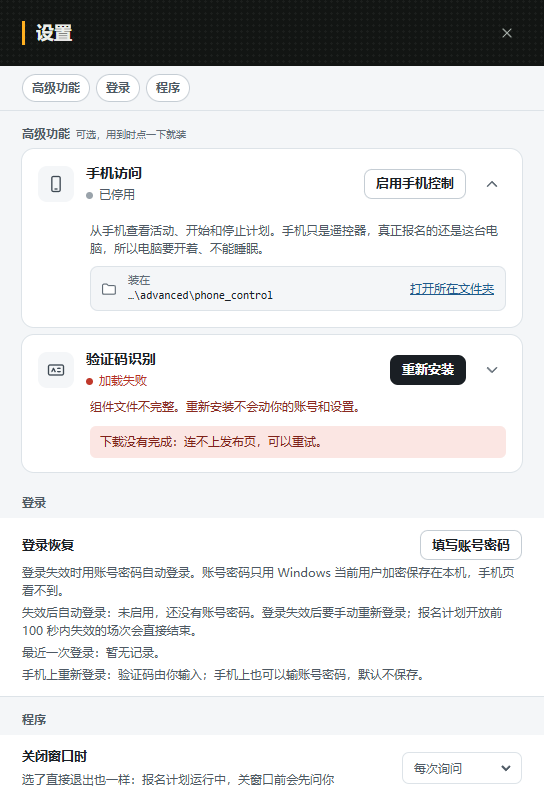 设置
高级功能
登录
程序
高级功能 可选，用到时点一下就装
手机访问
已停用
启用手机控制
从手机查看活动、开始和停止计划。手机只是遥控器，真正报名的还是这台电
脑，所以电脑要开着、不能睡眠。
装在
…\advanced\phone_control
打开所在文件夹
验证码识别
加载失败
重新安装
组件文件不完整。重新安装不会动你的账号和设置。
下载没有完成：连不上发布页，可以重试。
登录
登录恢复
填写账号密码
登录失效时用账号密码自动登录。账号密码只用 Windows 当前用户加密保存在本机，手机页
看不到。
失效后自动登录：未启用，还没有账号密码。登录失效后要手动重新登录；报名计划开放前
100 秒内失效的场次会直接结束。
最近一次登录：暂无记录。
手机上重新登录：验证码由你输入；手机上也可以输账号密码，默认不保存。
程序
关闭窗口时
每次询问
选了直接退出也一样：报名计划运行中，关窗口前会先问你